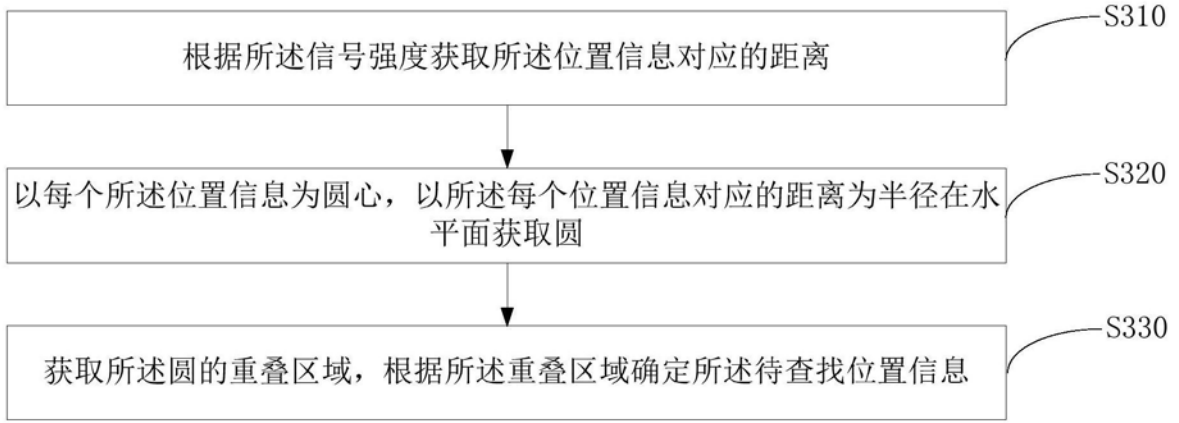 S310
根据所述信号强度获取所述位置信息对应的距离
S320
以每个所述位置信息为圆心，以所述每个位置信息对应的距离为半径在水
平面获取圆
S330
获取所述圆的重叠区域，根据所述重叠区域确定所述待查找位置信息